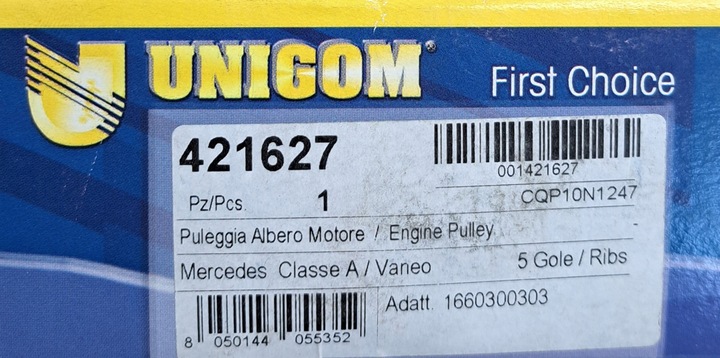 UNIGOM® First Choice
421627
001421627
Pz/Pcs. 1 CQP10N1247
Puleggia Albero Motore / Engine Pulley -
Mercedes Classe A / Vaneo 5 Gole / Ribs
Adatt. 1660300303
8 050144 055352